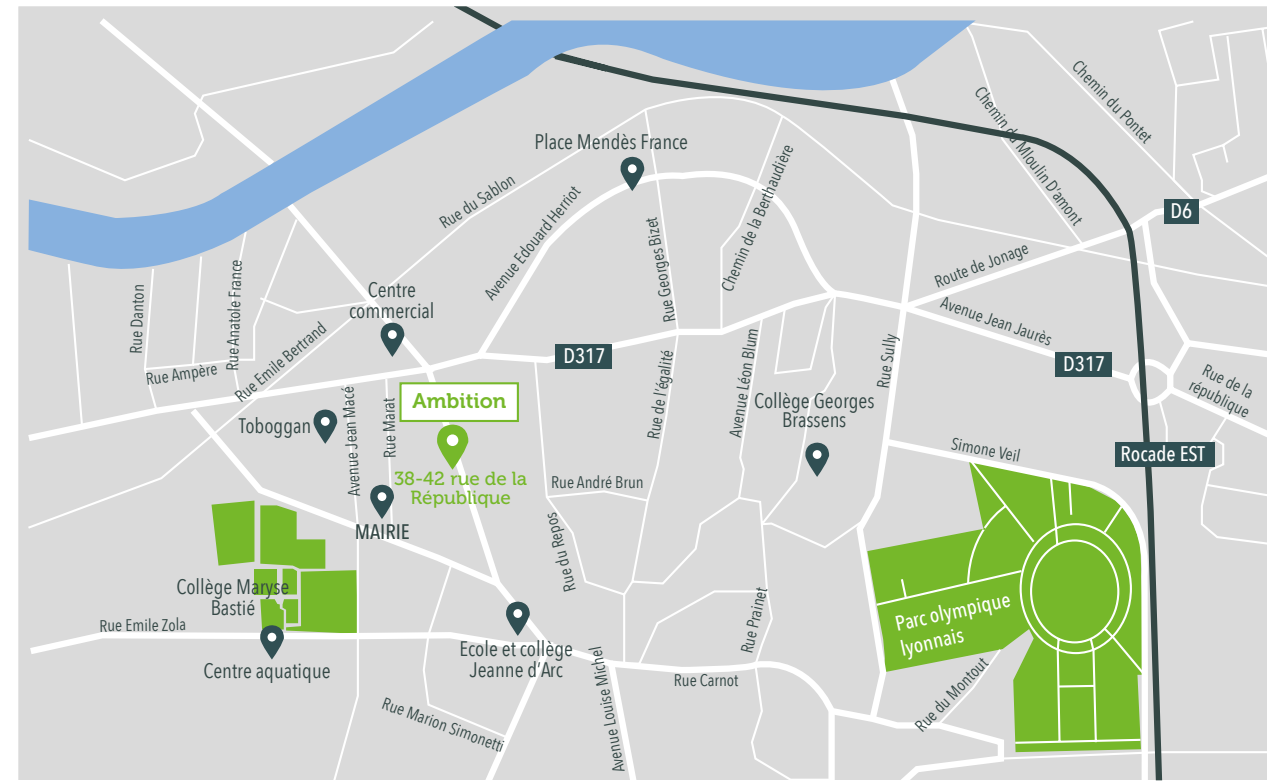 Place Mendès France
Rue du Sablon
Avenue Edouard Herriot
Rue Georges Bizet
Chemin de la Berthaudière
Chemin du Mloulin D'amont
Chemin du Pontet
D6
Route de Jonage
Avenue Jean Jaurès
D317
Rue de la
république
Rue Danton
Rue Anatole France
Rue Ampère
Rue Emile Bertrand
Centre
commercial
D317
Ambition
38-42 rue de la
République
Toboggan
Avenue Jean Macé
Rue Marat
MAIRIE
Rue de l'égalité
Avenue Léon Blum
Rue Sully
Collège Georges
Brassens
Simone Veil
Rocade EST
Rue André Brun
Rue du Repos
Collège Maryse
Bastié
Rue Emile Zola
Centre aquatique
Ecole et collège
Jeanne d'Arc
Rue Marion Simonetti
Avenue Louise Michel
Rue Carnot
Rue Prainet
Parc olympique
lyonnais
Rue du Montout